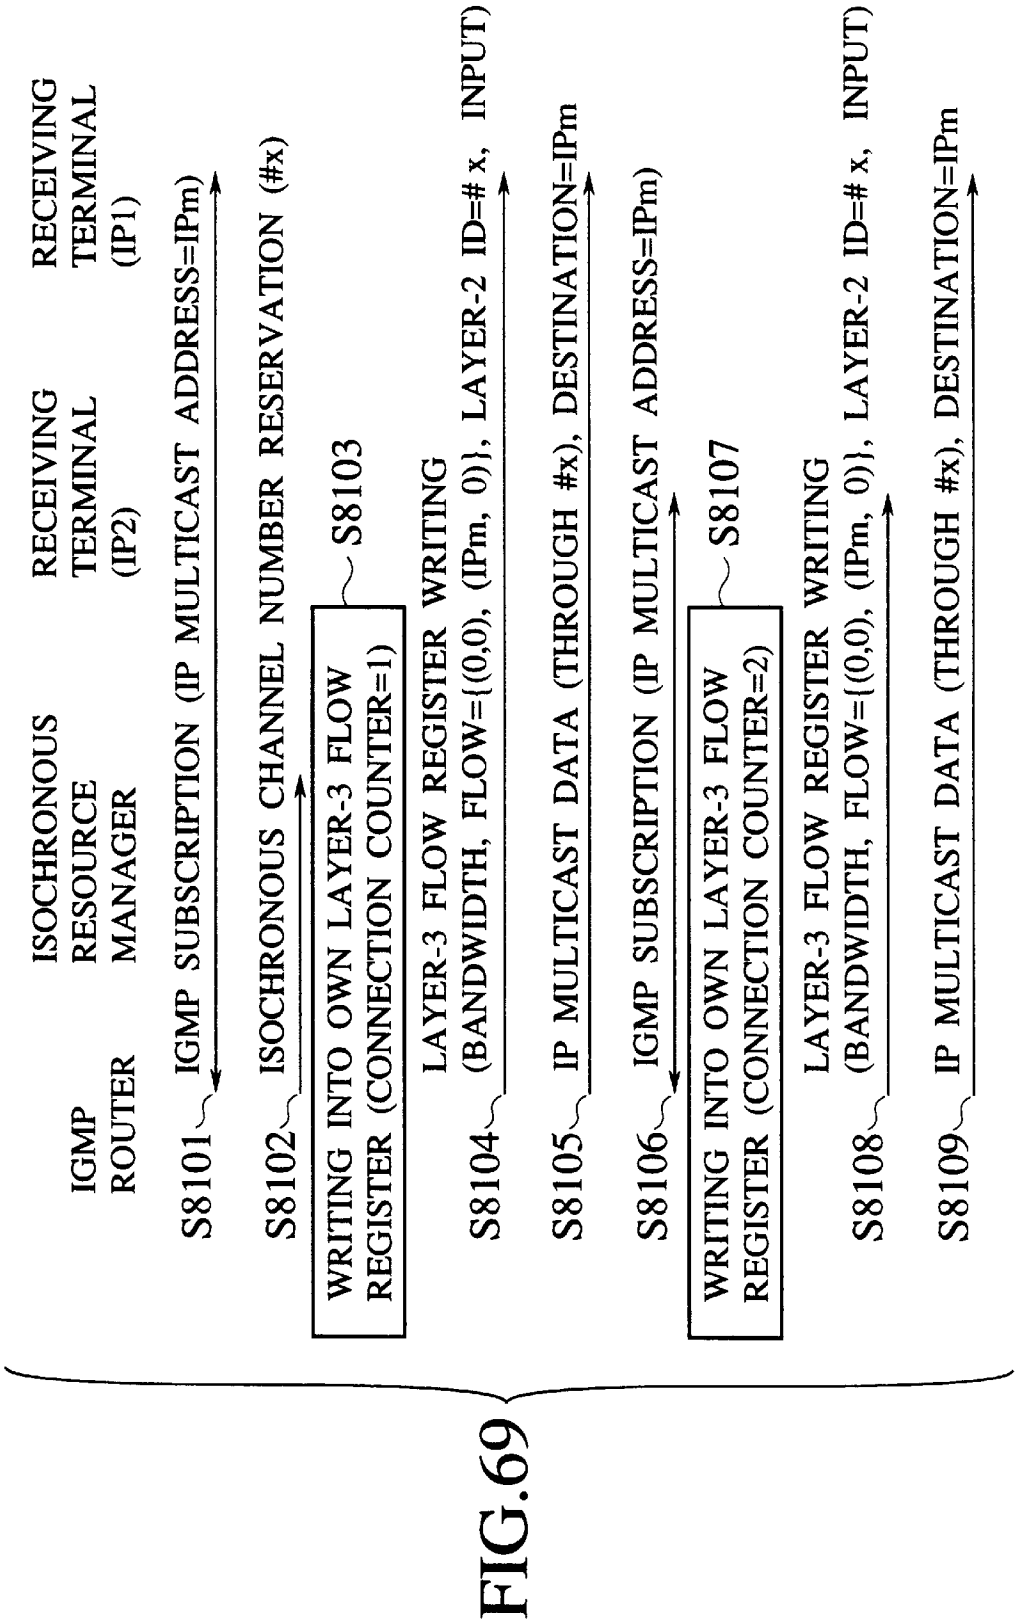 FIG.69
IGMP
ROUTER
ISOCHRONOUS
RESOURCE
MANAGER
RECEIVING
TERMINAL
(IP2)
RECEIVING
TERMINAL
(IP1)
S8101
IGMP SUBSCRIPTION (IP MULTICAST ADDRESS=IPm)
S8102
ISOCHRONOUS CHANNEL NUMBER RESERVATION (#x)
WRITING INTO OWN LAYER-3 FLOW
REGISTER (CONNECTION COUNTER=1)
S8103
LAYER-3 FLOW REGISTER WRITING
(BANDWIDTH, FLOW={(0,0), (IPm, 0)}, LAYER-2 ID=# x, INPUT)
S8104
IP MULTICAST DATA (THROUGH #x), DESTINATION=IPm
S8105
IGMP SUBSCRIPTION (IP MULTICAST ADDRESS=IPm)
S8106
WRITING INTO OWN LAYER-3 FLOW
REGISTER (CONNECTION COUNTER=2)
S8107
LAYER-3 FLOW REGISTER WRITING
(BANDWIDTH, FLOW={(0,0), (IPm, 0)}, LAYER-2 ID=# x, INPUT)
S8108
IP MULTICAST DATA (THROUGH #x), DESTINATION=IPm
S8109